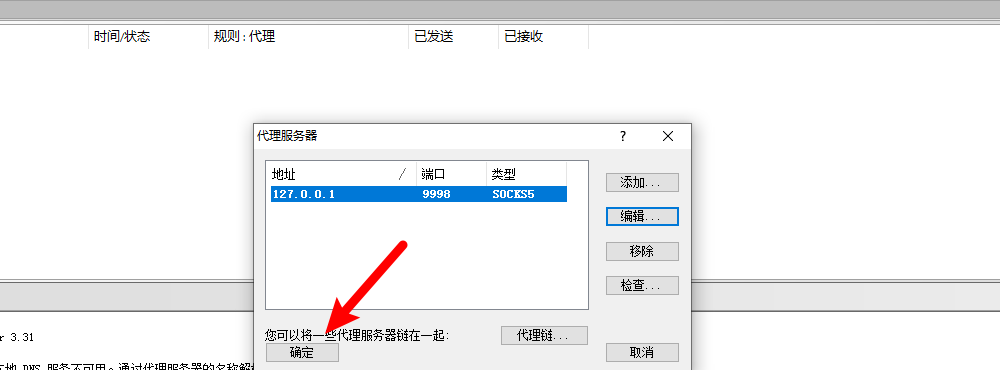 时间/状态 规则:代理 已发送 已接收
代理服务器 ?
地址 / 端口 类型
127.0.0.1 9998 SOCKS5
添加...
编辑...
移除
检查...
您可以将一些代理服务器链在一起:
代理链...
确定 取消
r 3.31
地 DNS 服务不可用。通过代理服务器的名称解析